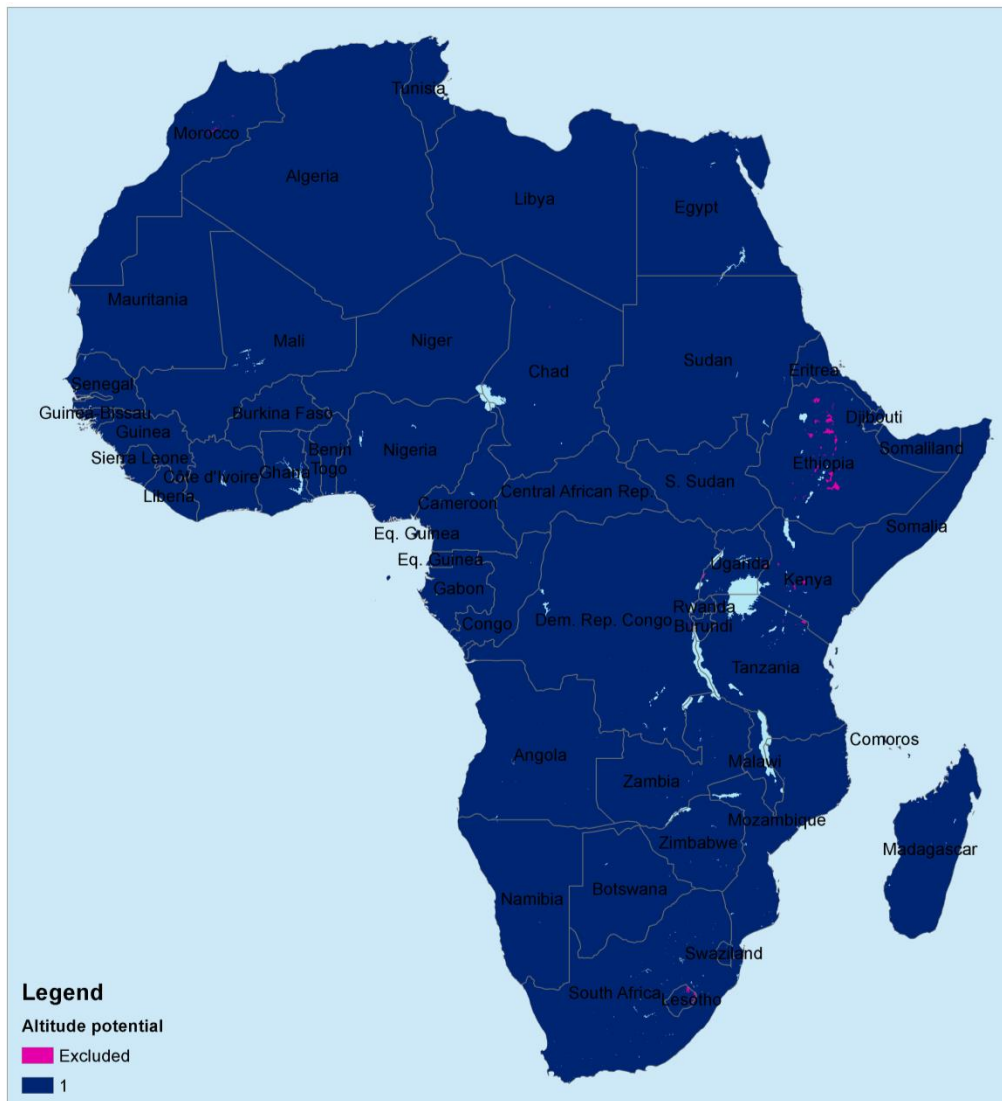 Tunisia
Morocco
Algeria
Libya
Egypt
Mauritania
Mali
Niger
Chad
Sudan
Eritrea
Senegal
Guinea-Bissau
Burkina Faso
Djibouti
Guinea
Benin
Nigeria
Somaliland
Sierra Leone
Côte d'Ivoire
Ghana
Togo
Ethiopia
Liberia
Cameroon
Central African Rep.
S. Sudan
Somalia
Eq. Guinea
Eq. Guinea
Uganda
Kenya
Gabon
Rwanda
Congo
Dem. Rep. Congo
Burundi
Tanzania
Comoros
Angola
Malawi
Zambia
Mozambique
Zimbabwe
Madagascar
Botswana
Namibia
Swaziland
South Africa
Lesotho
Legend
Altitude potential
Excluded
1